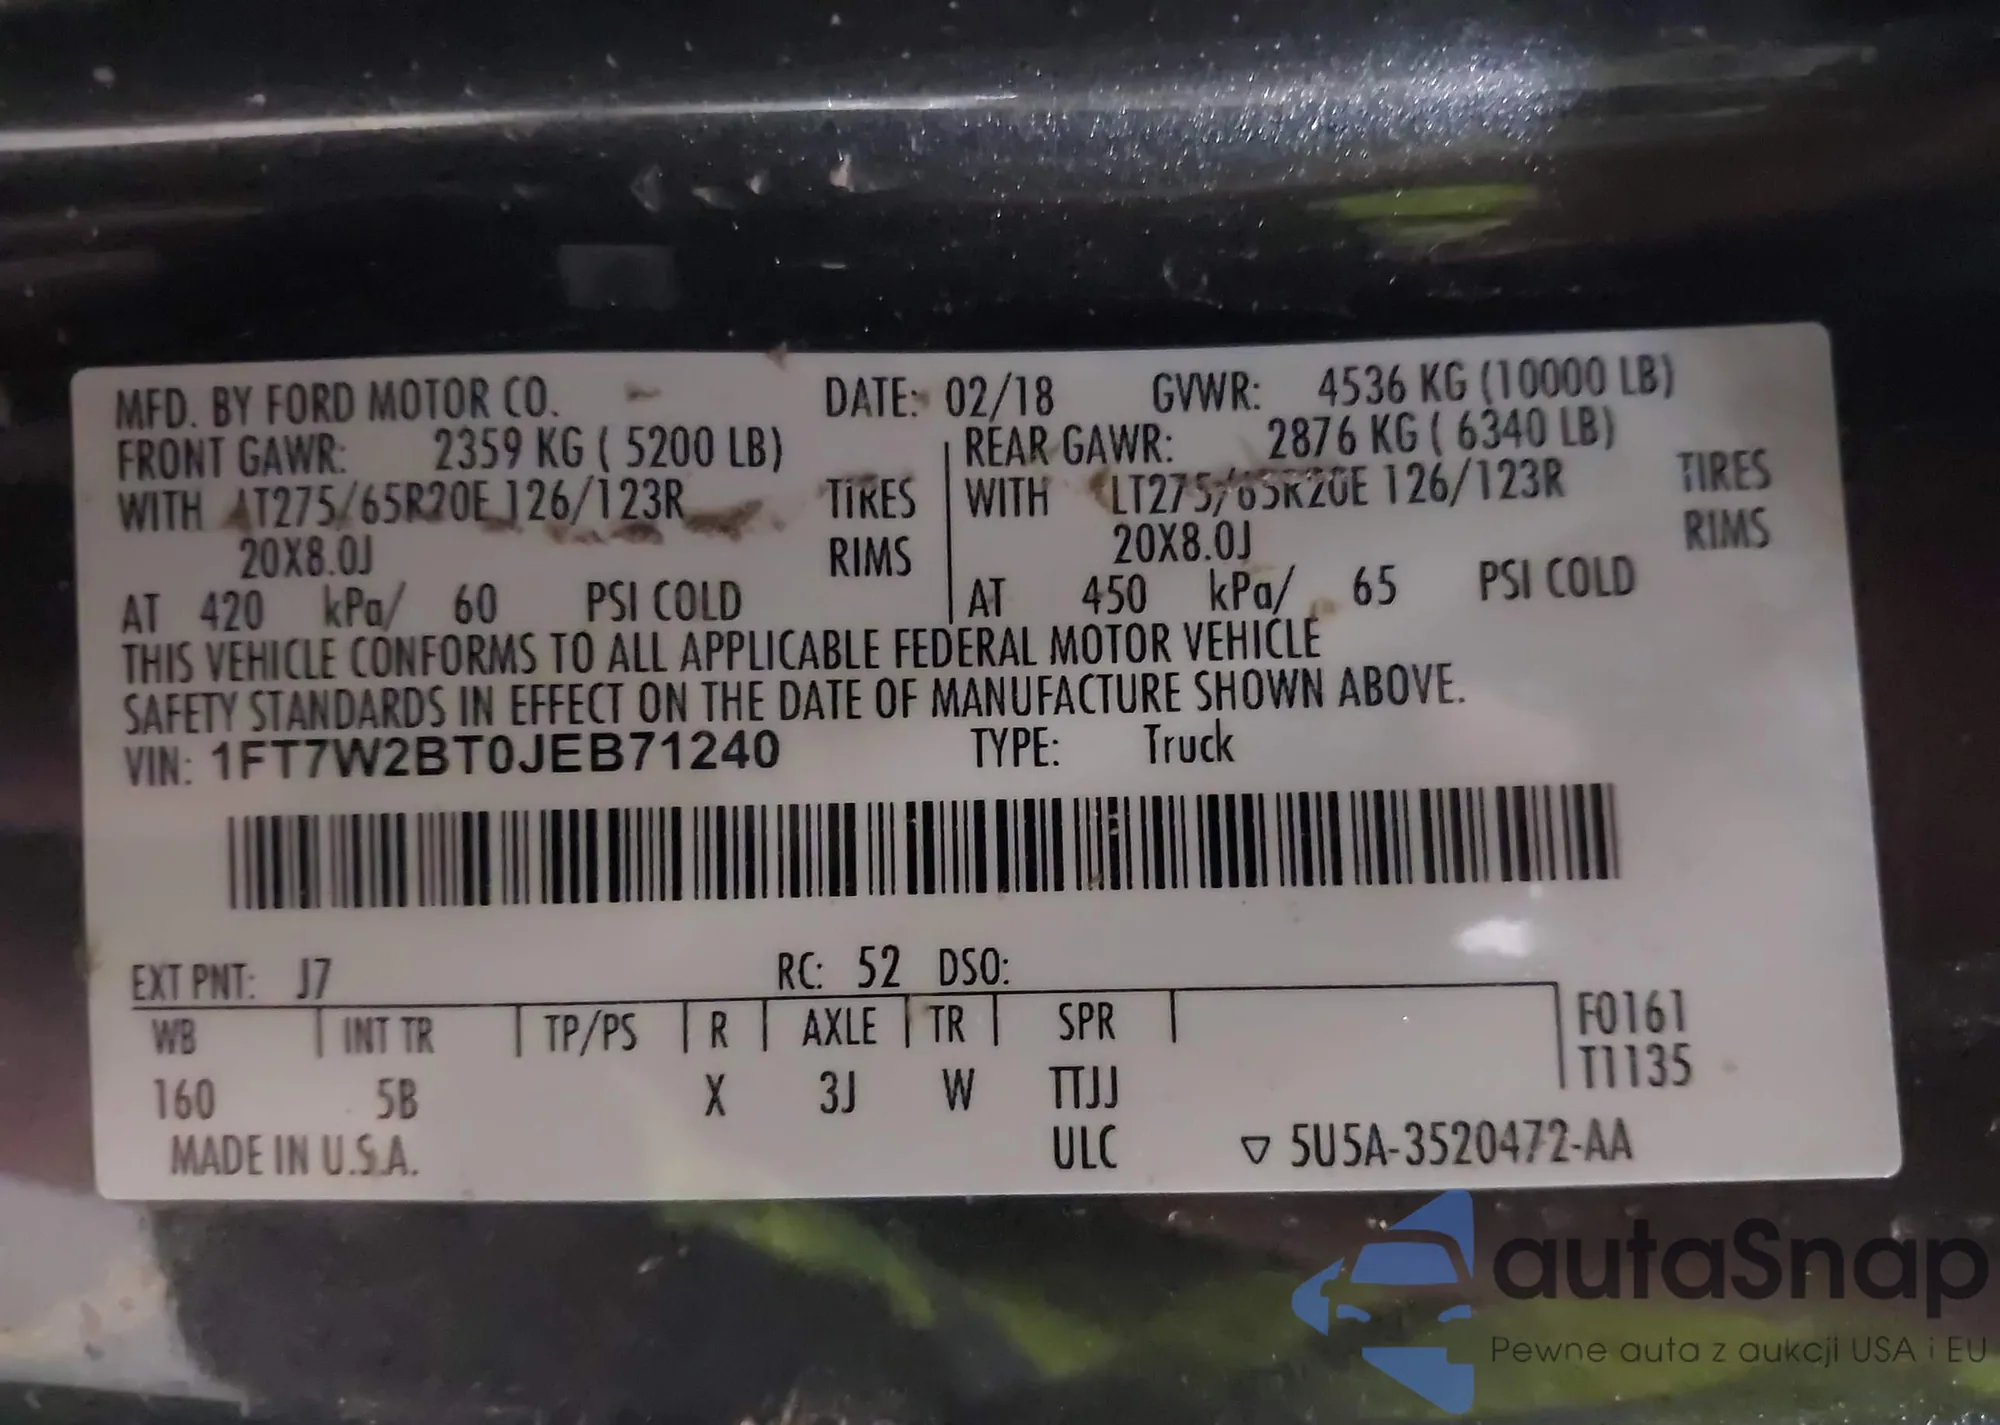 MFD. BY FORD MOTOR CO. DATE: 02/18 GVWR: 4536 KG (10000 LB)
FRONT GAWR: 2359 KG ( 5200 LB) REAR GAWR: 2876 KG ( 6340 LB)
WITH LT275/65R20E 126/123R TIRES WITH LT275/65R20E 126/123R TIRES
20X8.0J RIMS 20X8.0J RIMS
AT 420 kPa/ 60 PSI COLD AT 450 kPa/ 65 PSI COLD
THIS VEHICLE CONFORMS TO ALL APPLICABLE FEDERAL MOTOR VEHICLE
SAFETY STANDARDS IN EFFECT ON THE DATE OF MANUFACTURE SHOWN ABOVE.
VIN: 1FT7W2BT0JEB71240 TYPE: Truck
EXT PNT: J7 RC: 52 DSO:
WB INT TR TP/PS R AXLE TR SPR F0161
T1135
160 5B X 3J W TTJJ
MADE IN U.S.A. ULC ▽ 5U5A-3520472-AA
autaSnap
Pewne auta z aukcji USA i EU